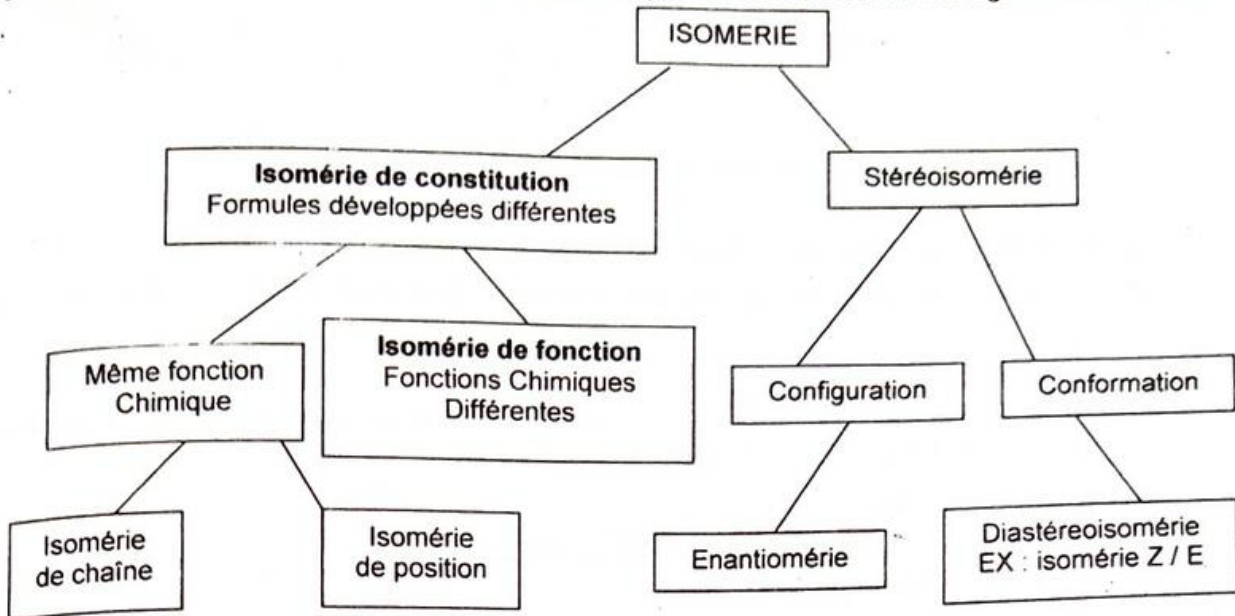 ISOMERIE
Isomérie de constitution
Formules développées différentes
Stéréoisomérie
Même fonction
Chimique
Isomérie de fonction
Fonctions Chimiques
Différentes
Configuration
Conformation
Isomérie
de chaîne
Isomérie
de position
Enantiomérie
Diastéreoisomérie
EX : isomérie Z / E